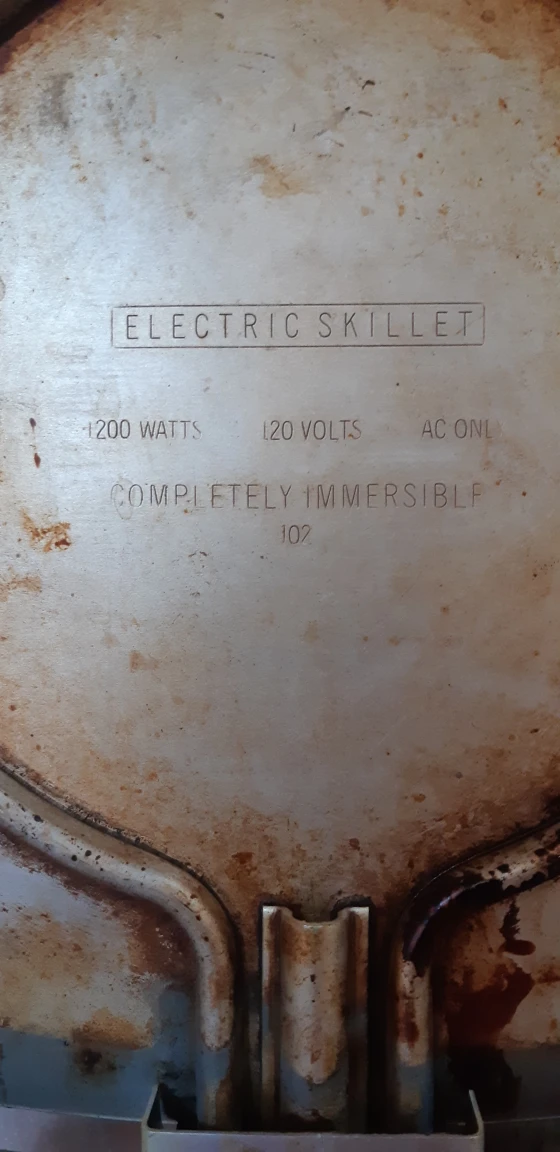 ELECTRIC SKILLET
1200 WATTS 120 VOLTS AC ONLY
COMPLETELY IMMERSIBLE
102